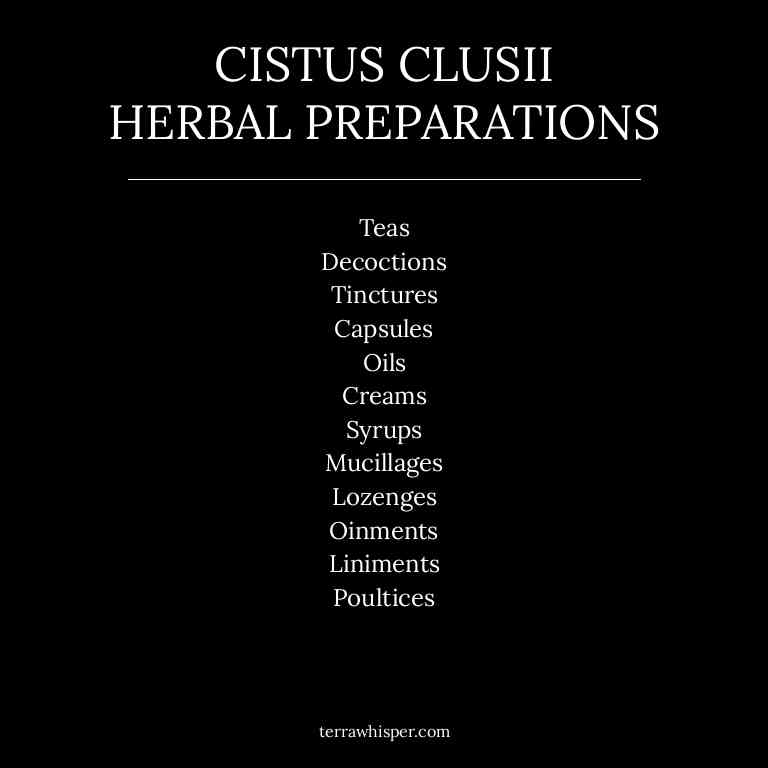 CISTUS CLUSII
HERBAL PREPARATIONS
Teas
Decoctions
Tinctures
Capsules
Oils
Creams
Syrups
Mucillages
Lozenges
Oinments
Liniments
Poultices
terrawhisper.com